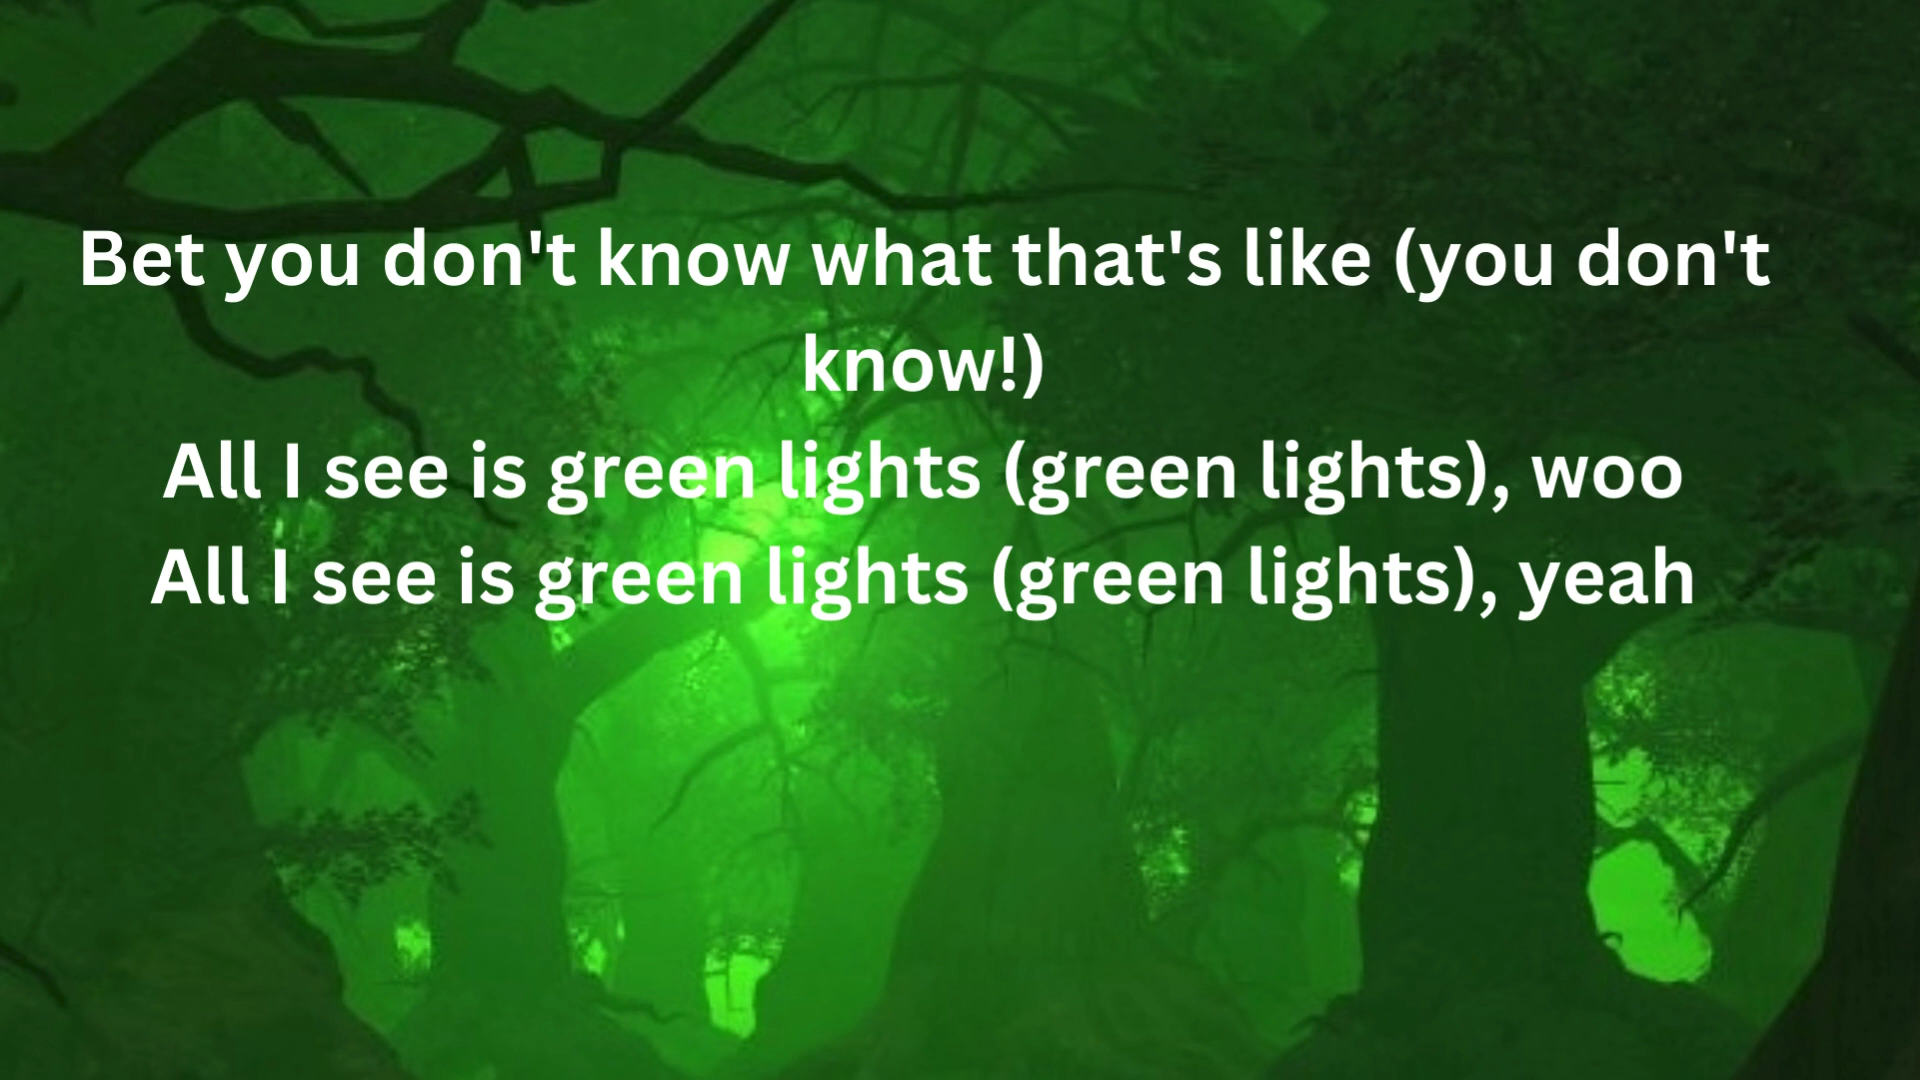 Bet you don't know what that's like (you don't
know!)
All I see is green lights (green lights), woo
All I see is green lights (green lights), yeah